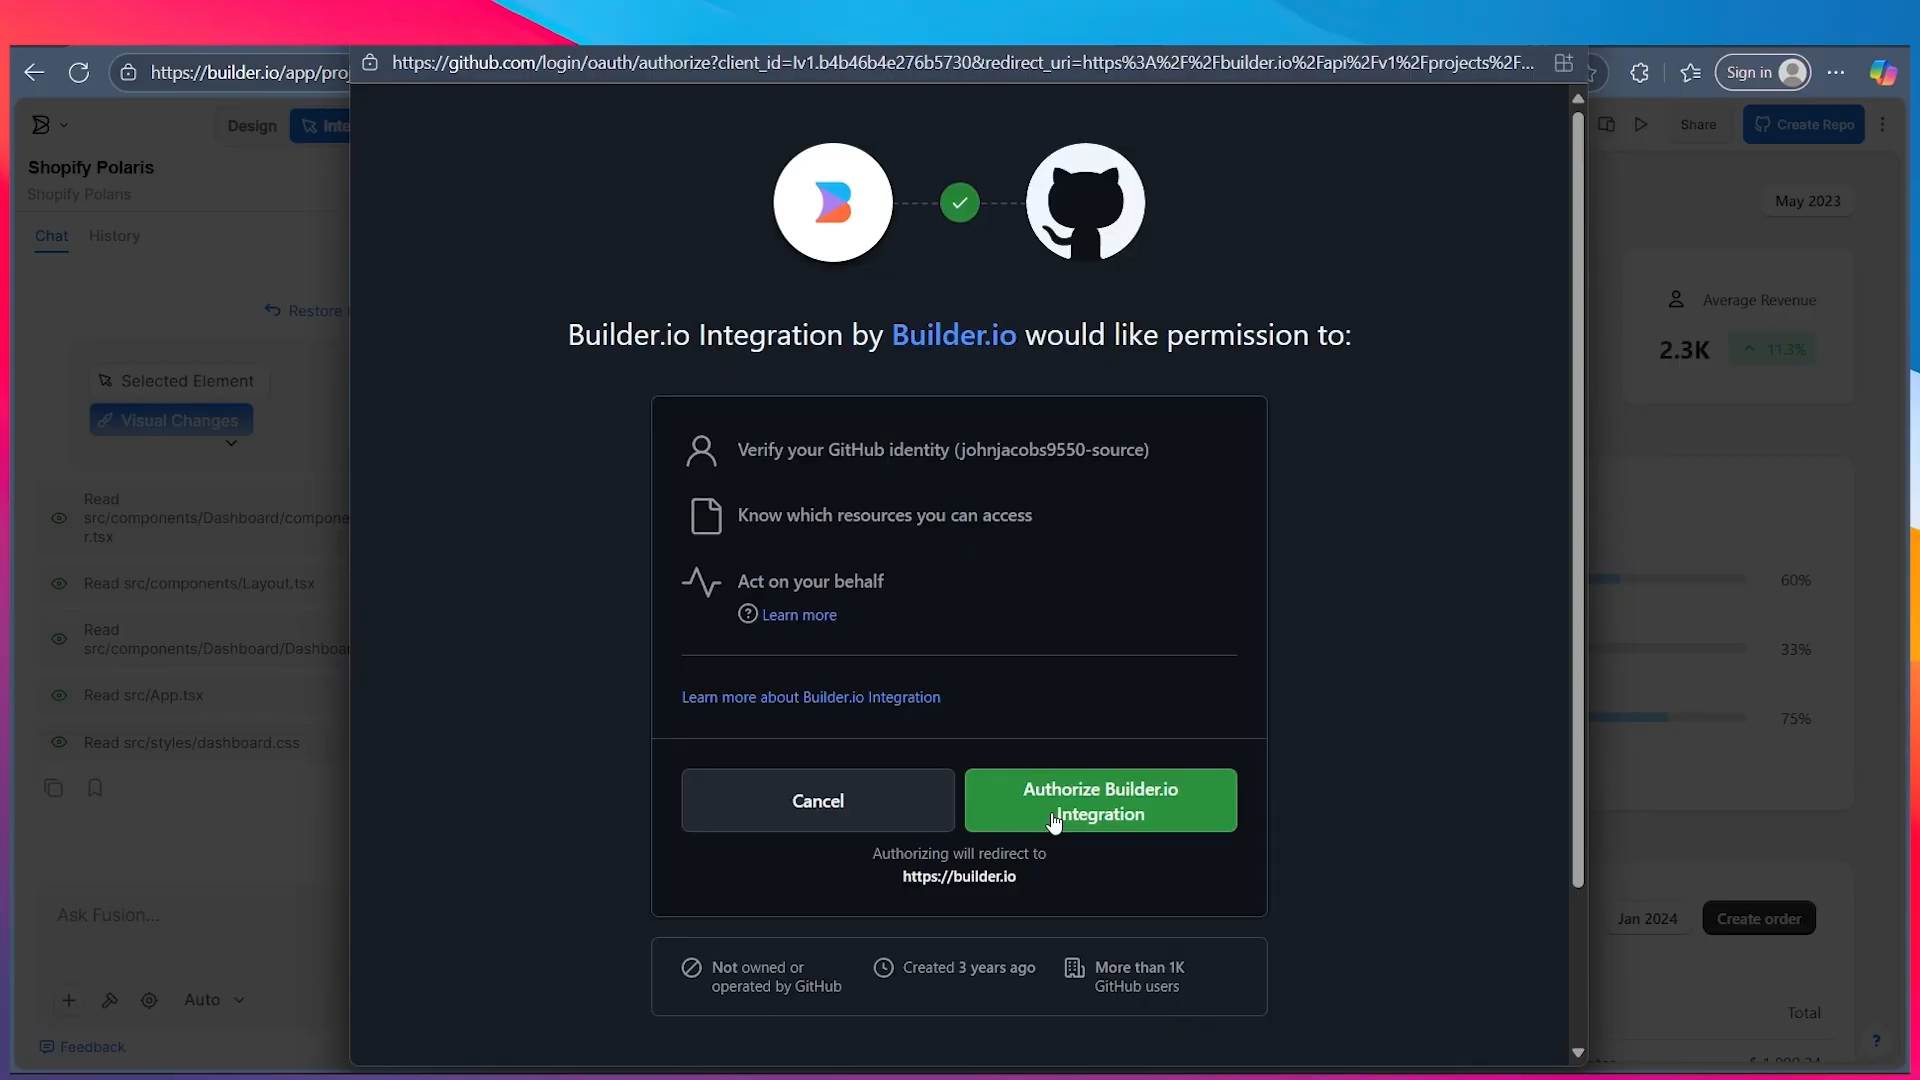 https://builder.io/app/pro
https://github.com/login/oauth/authorize?client_id=Iv1.b4b46b4e276b5730&redirect_uri=https%3A%2F%2Fbuilder.io%2Fapi%2Fv1%2Fprojects%2F...
Sign in
Design
Inte
Share
Create Repo
Shopify Polaris
Shopify Polaris
May 2023
Chat
History
Restore
Average Revenue
2.3K
11.3%
Selected Element
Visual Changes
Builder.io Integration by Builder.io would like permission to:
Verify your GitHub identity (johnjacobs9550-source)
Know which resources you can access
Act on your behalf
Learn more
Learn more about Builder.io Integration
Cancel
Authorize Builder.io
Integration
Authorizing will redirect to
https://builder.io
Not owned or
operated by GitHub
Created 3 years ago
More than 1K
GitHub users
Read
src/components/Dashboard/compone
r.tsx
Read src/components/Layout.tsx
Read
src/components/Dashboard/Dashboa
Read src/App.tsx
Read src/styles/dashboard.css
60%
33%
75%
Ask Fusion...
Auto
Feedback
Jan 2024
Create order
Total
?